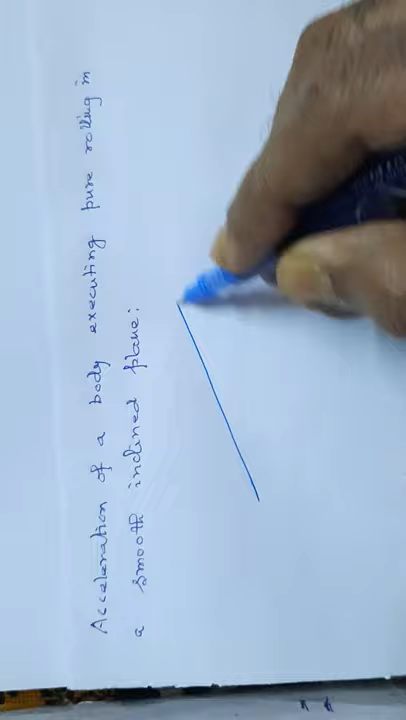 Acceleration of a body executing pure rolling in
a smooth inclined plane: